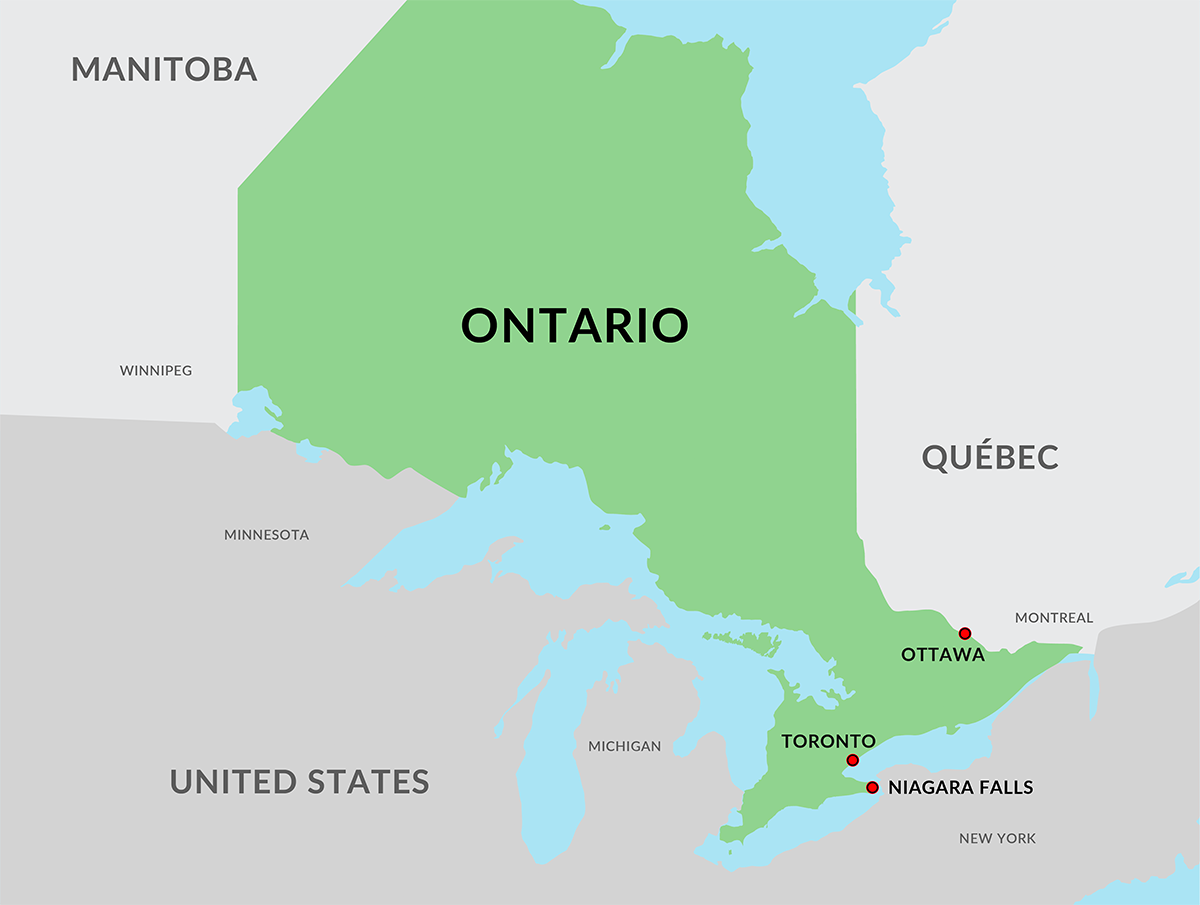 MANITOBA
ONTARIO
WINNIPEG
QUÉBEC
MINNESOTA
MONTREAL
OTTAWA
TORONTO
MICHIGAN
UNITED STATES
NIAGARA FALLS
NEW YORK